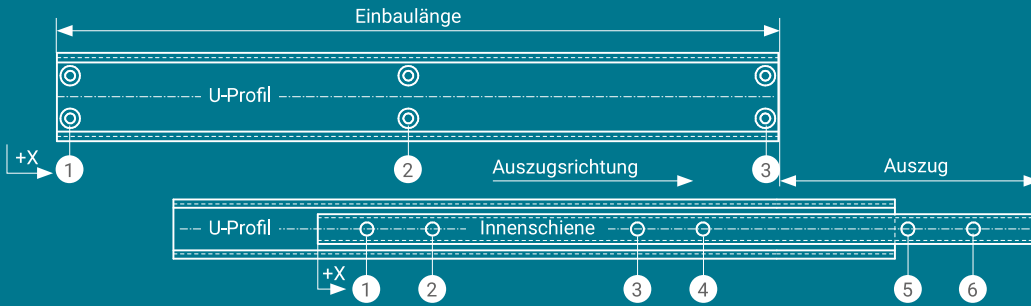 Einbaulänge
U-Profil
+X
1 2 3
Auszugsrichtung
Auszug
U-Profil
Innenschiene
+X
1 2 3 4 5 6